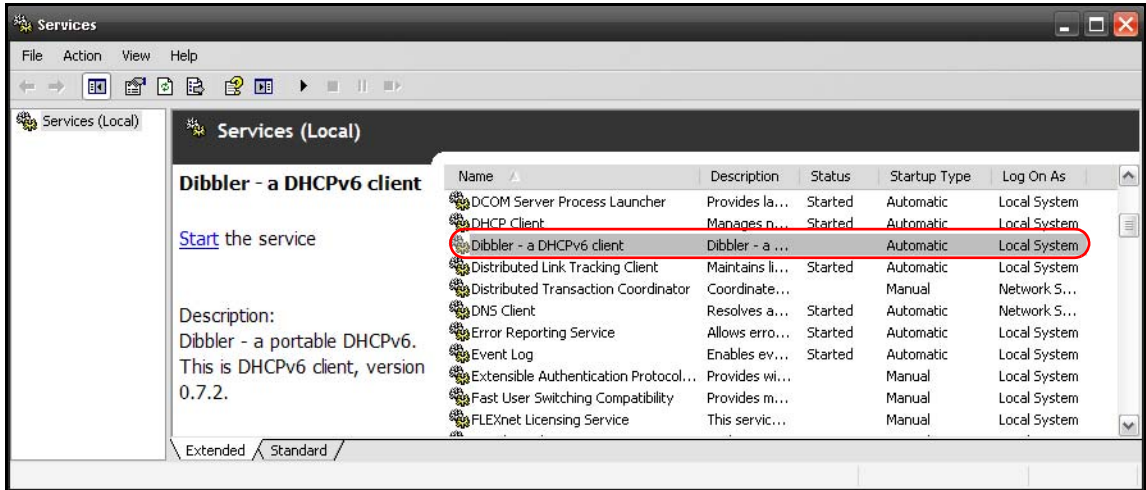 Services
File Action View Help
Services (Local)
Services (Local)
Dibbler - a DHCPv6 client
Start the service
Description:
Dibbler - a portable DHCPv6.
This is DHCPv6 client, version
0.7.2.
Name Description Status Startup Type Log On As
DCOM Server Process Launcher Provides la... Started Automatic Local System
DHCP Client Manages n... Started Automatic Local System
Dibbler - a DHCPv6 client Dibbler - a ... Automatic Local System
Distributed Link Tracking Client Maintains li... Started Automatic Local System
Distributed Transaction Coordinator Coordinate... Manual Network S...
DNS Client Resolves a... Started Automatic Network S...
Error Reporting Service Allows erro... Started Automatic Local System
Event Log Enables ev... Started Automatic Local System
Extensible Authentication Protocol... Provides wi... Manual Local System
Fast User Switching Compatibility Provides m... Manual Local System
FLEXnet Licensing Service This servic... Manual Local System
Extended Standard